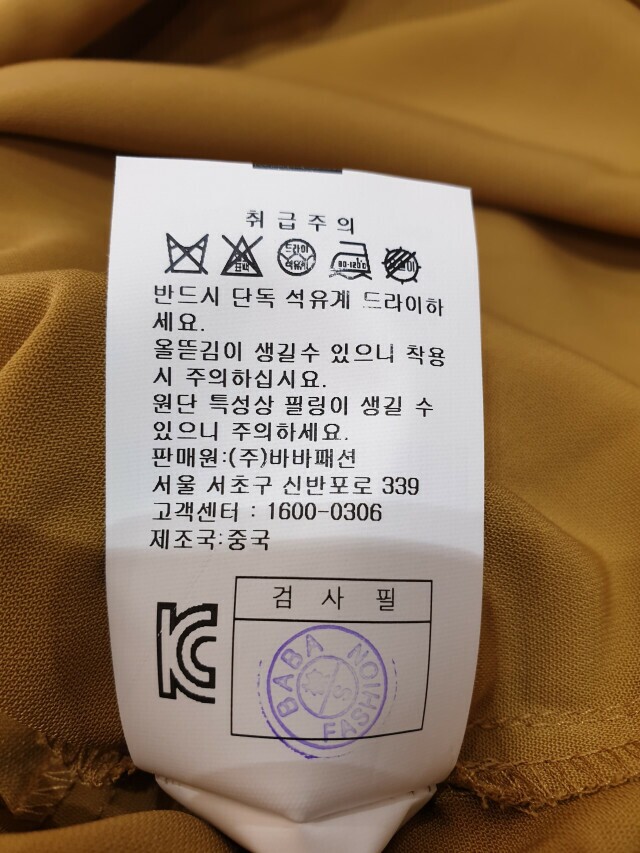 취급주의
표백
드라이
석유계
80-120℃
반드시 단독 석유계 드라이하
세요.
올뜯김이 생길수 있으니 착용
시 주의하십시요.
원단 특성상 필링이 생길 수
있으니 주의하세요.
판매원:(주)바바패션
서울 서초구 신반포로 339
고객센터 : 1600-0306
제조국:중국
검 사 필
KC
BABA FASHION